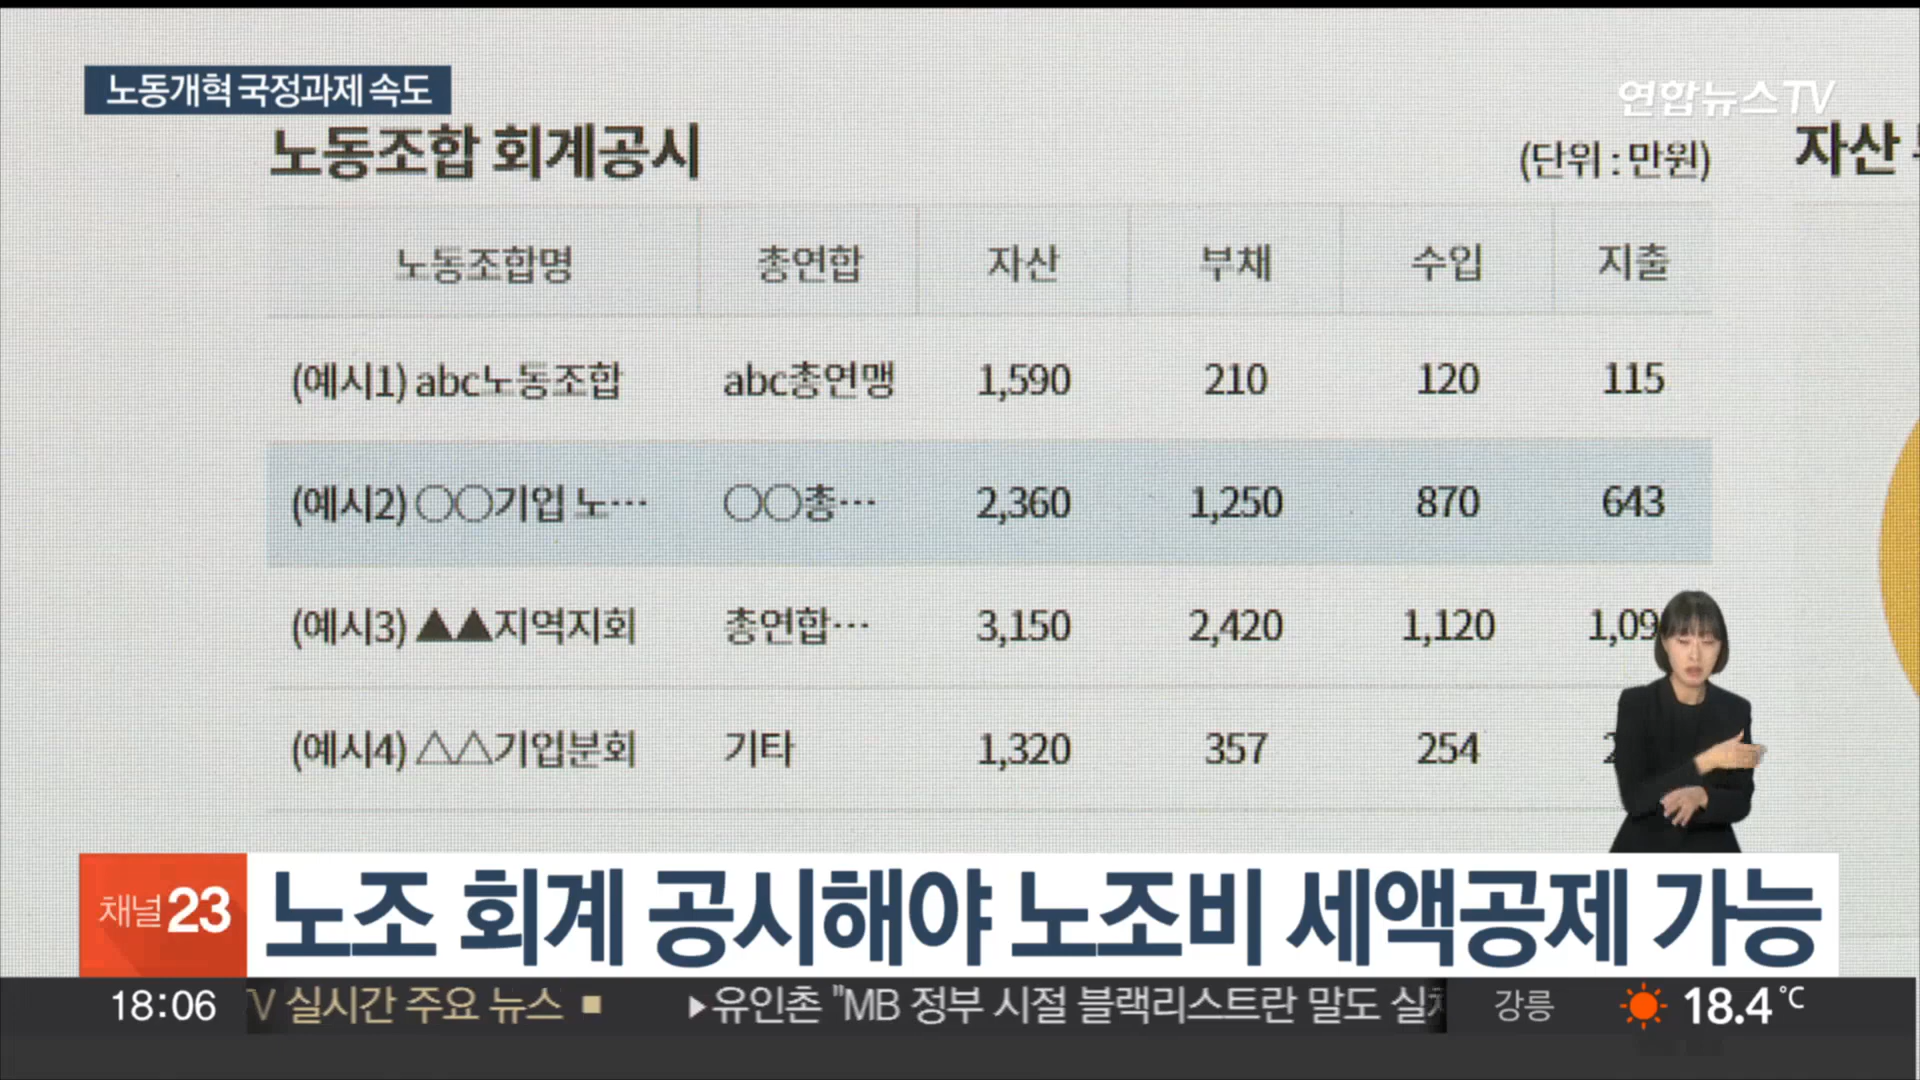 노동개혁 국정과제 속도
연합뉴스TV
노동조합 회계공시
(단위 : 만원)
자산
노동조합명 총연합 자산 부채 수입 지출
(예시1) abc노동조합 abc총연맹 1,590 210 120 115
(예시2) ○○기업 노… ○○총… 2,360 1,250 870 643
(예시3) ▲▲지역지회 총연합… 3,150 2,420 1,120
(예시4) △△기업분회 기타 1,320 357 254
채널23
노조 회계 공시해야 노조비 세액공제 가능
18:06 실시간 주요 뉴스 ■ ▶유인촌 "MB 정부 시절 블랙리스트란 말도 강릉 18.4℃